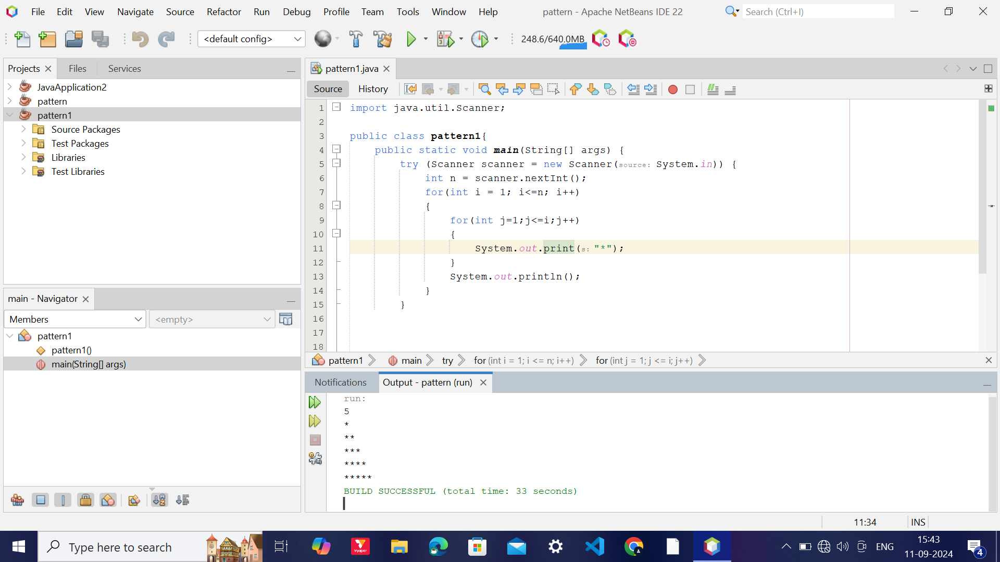 File Edit View Navigate Source Refactor Run Debug Profile Team Tools Window Help pattern - Apache NetBeans IDE 22 Search (Ctrl+I)
<default config> 248.6/640.0MB
Projects Files Services
JavaApplication2
pattern
pattern1
Source Packages
Test Packages
Libraries
Test Libraries
main - Navigator
Members <empty>
pattern1
pattern1()
main(String[] args)
pattern1.java
Source History
1 import java.util.Scanner;
2
3 public class pattern1{
4 public static void main(String[] args) {
5 try (Scanner scanner = new Scanner(source: System.in)) {
6 int n = scanner.nextInt();
7 for(int i = 1; i<=n; i++)
8 {
9 for(int j=1;j<=i;j++)
10 {
11 System.out.print(s: "*");
12 }
13 System.out.println();
14 }
15 }
16
17
18
pattern1 main try for (int i = 1; i <= n; i++) for (int j = 1; j <= i; j++)
Notifications Output - pattern (run)
run:
5
*
**
***
****
*****
BUILD SUCCESSFUL (total time: 33 seconds)
11:34 INS
Type here to search Vyapar ENG 15:43
11-09-2024 4